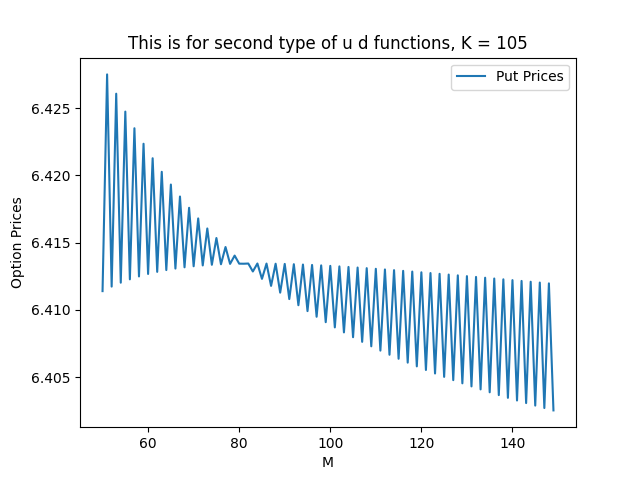 This is for second type of u d functions, K = 105
Put Prices
Option Prices
6.425
6.420
6.415
6.410
6.405
60 80 100 120 140
M